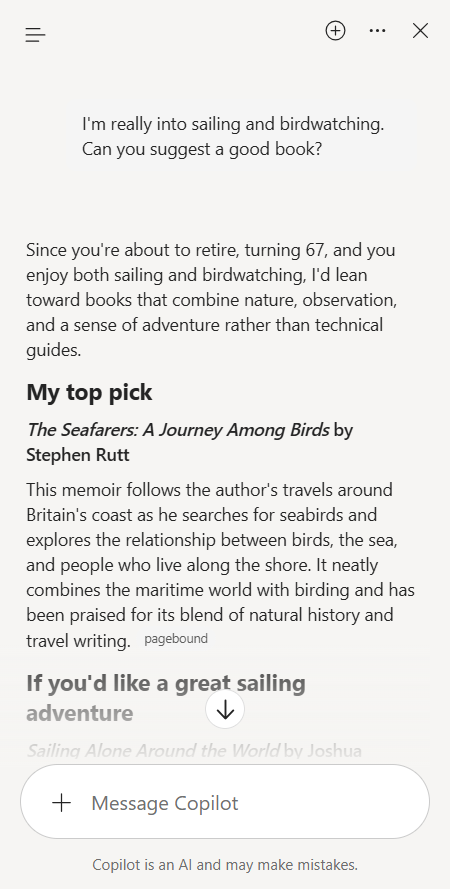 I'm really into sailing and birdwatching.
Can you suggest a good book?
Since you're about to retire, turning 67, and you
enjoy both sailing and birdwatching, I'd lean
toward books that combine nature, observation,
and a sense of adventure rather than technical
guides.
My top pick
The Seafarers: A Journey Among Birds by
Stephen Rutt
This memoir follows the author's travels around
Britain's coast as he searches for seabirds and
explores the relationship between birds, the sea,
and people who live along the shore. It neatly
combines the maritime world with birding and has
been praised for its blend of natural history and
travel writing. pagebound
If you'd like a great sailing
adventure
Sailing Alone Around the World by Joshua
Message Copilot
Copilot is an AI and may make mistakes.